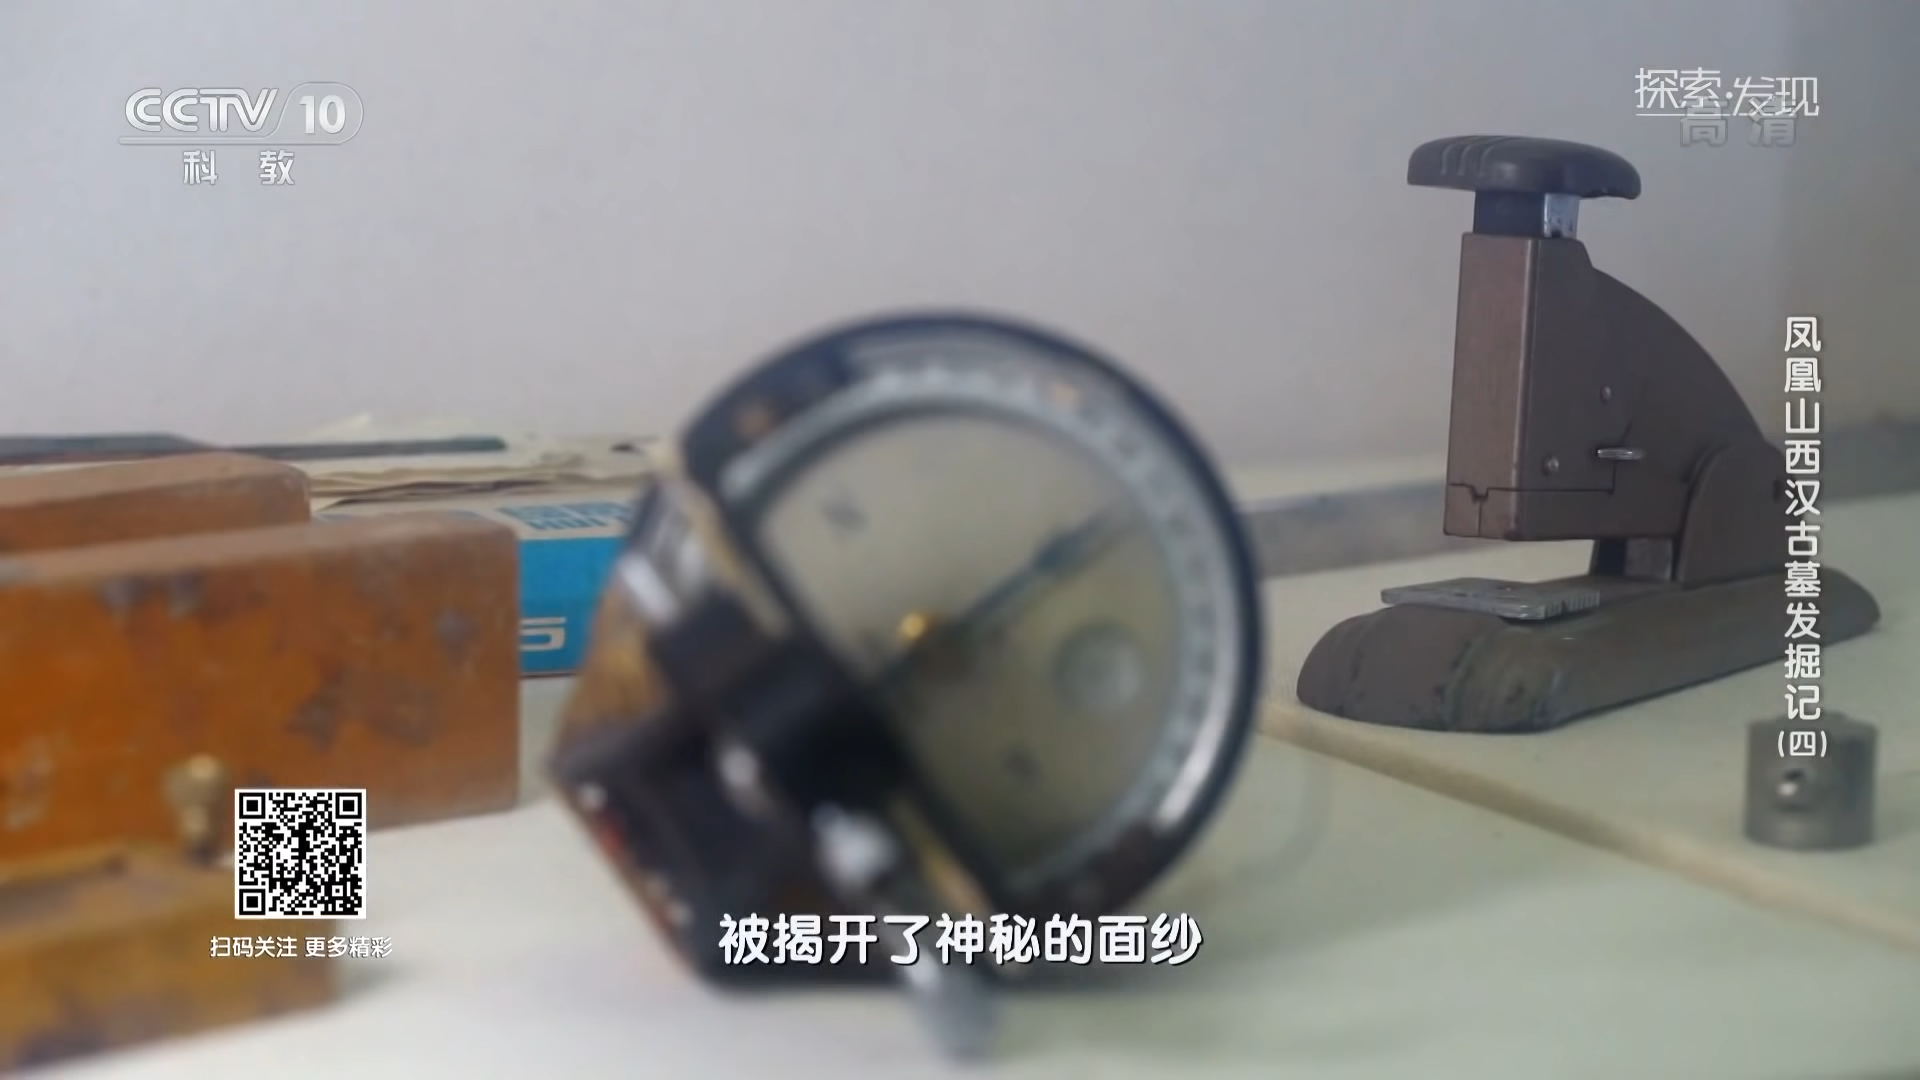 CCTV 10
科 教
探索·发现
高清
凤凰山西汉古墓发掘记(四)
扫码关注 更多精彩
被揭开了神秘的面纱